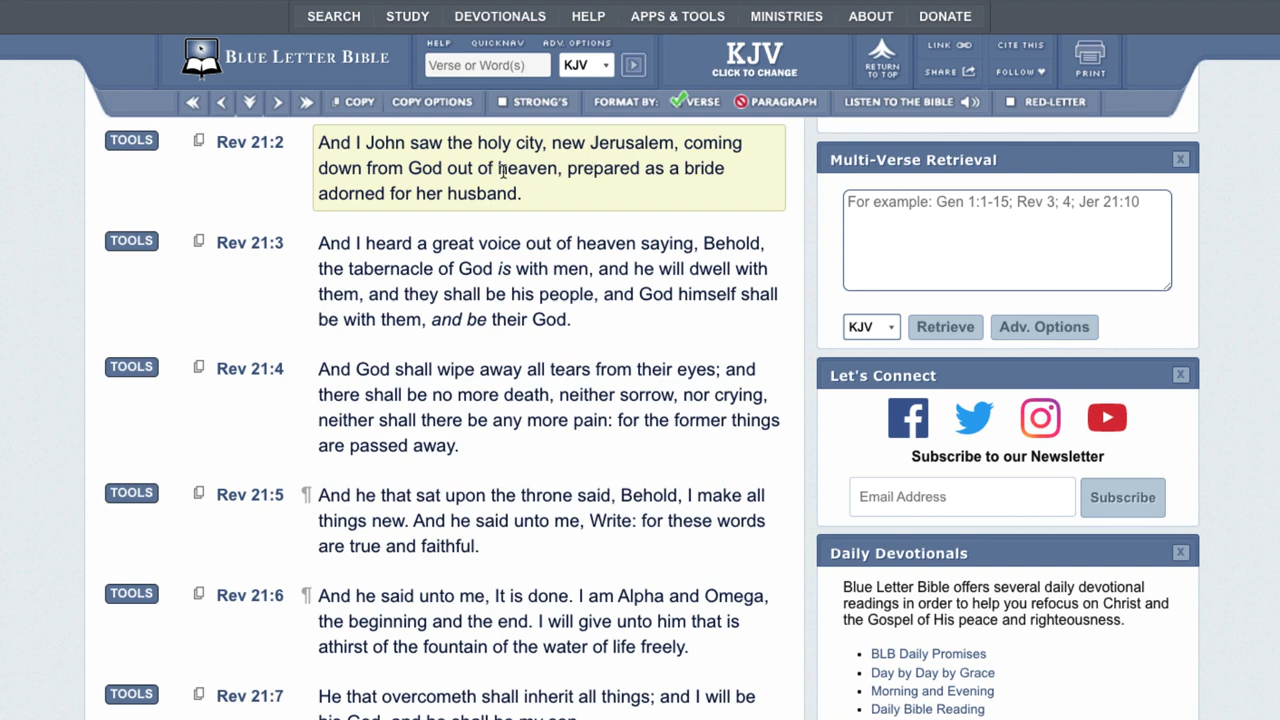 SEARCH STUDY DEVOTIONALS HELP APPS & TOOLS MINISTRIES ABOUT DONATE
BLUE LETTER BIBLE
HELP QUICKNAV ADV. OPTIONS
Verse or Word(s) KJV
KJV
CLICK TO CHANGE
RETURN
TO TOP
LINK CITE THIS
SHARE FOLLOW
PRINT
COPY COPY OPTIONS STRONG'S FORMAT BY: VERSE PARAGRAPH LISTEN TO THE BIBLE RED-LETTER
TOOLS Rev 21:2 And I John saw the holy city, new Jerusalem, coming
down from God out of heaven, prepared as a bride
adorned for her husband.
TOOLS Rev 21:3 And I heard a great voice out of heaven saying, Behold,
the tabernacle of God is with men, and he will dwell with
them, and they shall be his people, and God himself shall
be with them, and be their God.
TOOLS Rev 21:4 And God shall wipe away all tears from their eyes; and
there shall be no more death, neither sorrow, nor crying,
neither shall there be any more pain: for the former things
are passed away.
TOOLS Rev 21:5 ¶ And he that sat upon the throne said, Behold, I make all
things new. And he said unto me, Write: for these words
are true and faithful.
TOOLS Rev 21:6 ¶ And he said unto me, It is done. I am Alpha and Omega,
the beginning and the end. I will give unto him that is
athirst of the fountain of the water of life freely.
TOOLS Rev 21:7 He that overcometh shall inherit all things; and I will be
his God, and he shall be my son.
Multi-Verse Retrieval X
For example: Gen 1:1-15; Rev 3; 4; Jer 21:10
KJV Retrieve Adv. Options
Let's Connect X
Subscribe to our Newsletter
Email Address Subscribe
Daily Devotionals X
Blue Letter Bible offers several daily devotional
readings in order to help you refocus on Christ and
the Gospel of His peace and righteousness.
BLB Daily Promises
Day by Day by Grace
Morning and Evening
Daily Bible Reading